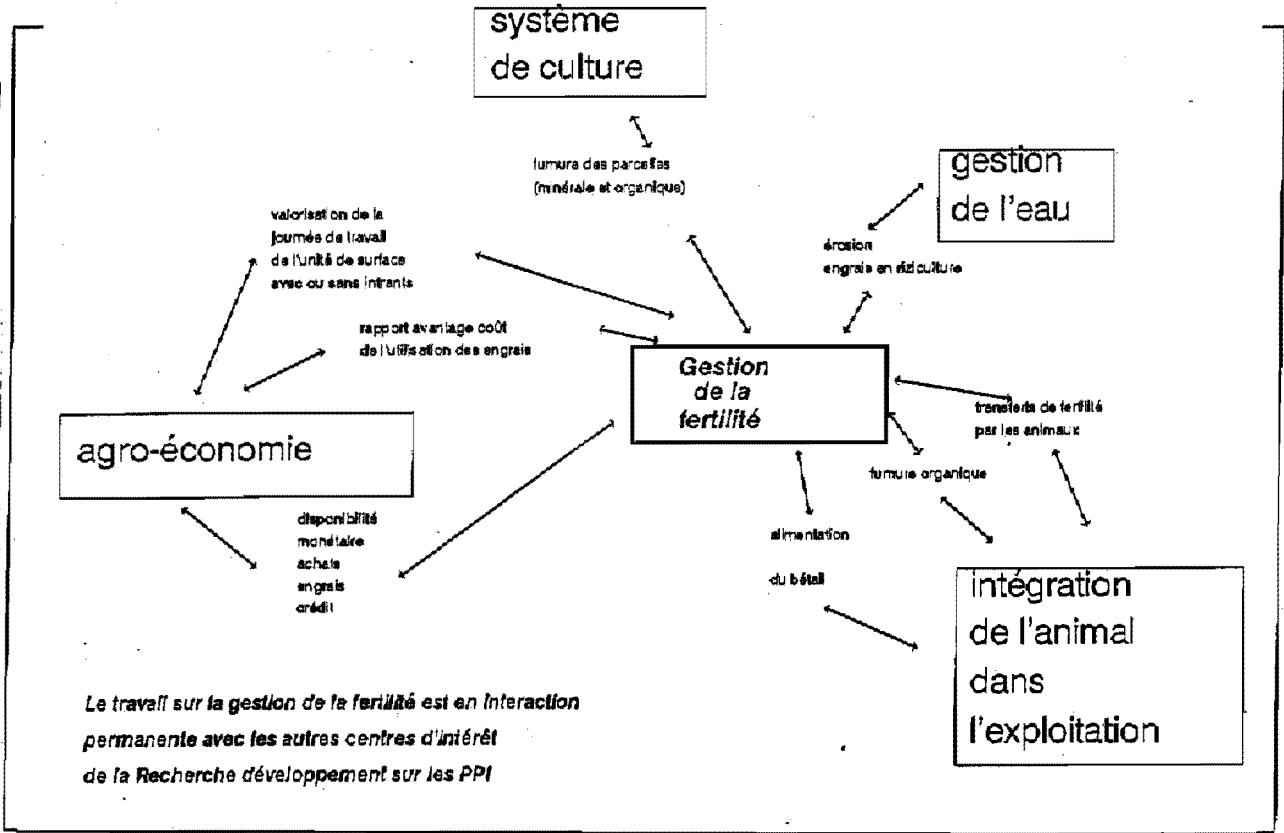 système
de culture
fumure des parcelles
(minérale et organique)
gestion
de l'eau
valorisation de la
journée de travail
de l'unité de surface
avec ou sans intrants
érosion
engrais en riziculture
rapport avantage coût
de l'utilisation des engrais
Gestion
de la
fertilité
transferts de fertilité
par les animaux
agro-économie
fumure organique
disponibilité
monétaire
achats
engrais
crédit
alimentation
du bétail
intégration
de l'animal
dans
l'exploitation
Le travail sur la gestion de la fertilité est en interaction
permanente avec les autres centres d'intérêt
de la Recherche développement sur les PPI